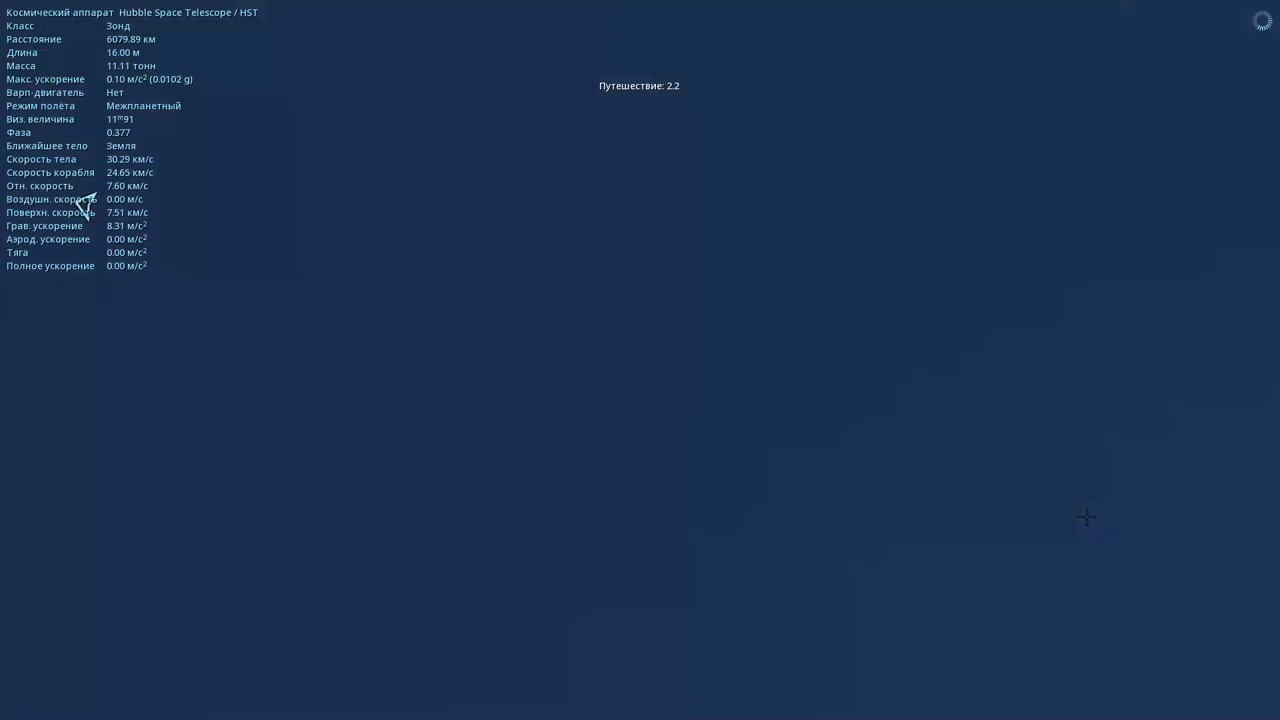 Космический аппарат Hubble Space Telescope / HST
Класс Зонд
Расстояние 6079.89 км
Длина 16.00 м
Масса 11.11 тонн
Макс. ускорение 0.10 м/с² (0.0102 g)
Варп-двигатель Нет
Режим полёта Межпланетный
Виз. величина 11ᵐ91
Фаза 0.377
Ближайшее тело Земля
Скорость тела 30.29 км/с
Скорость корабля 24.65 км/с
Отн. скорость 7.60 км/с
Воздушн. скорость 0.00 м/с
Поверхн. скорость 7.51 км/с
Грав. ускорение 8.31 м/с²
Аэрод. ускорение 0.00 м/с²
Тяга 0.00 м/с²
Полное ускорение 0.00 м/с²
Путешествие: 2.2